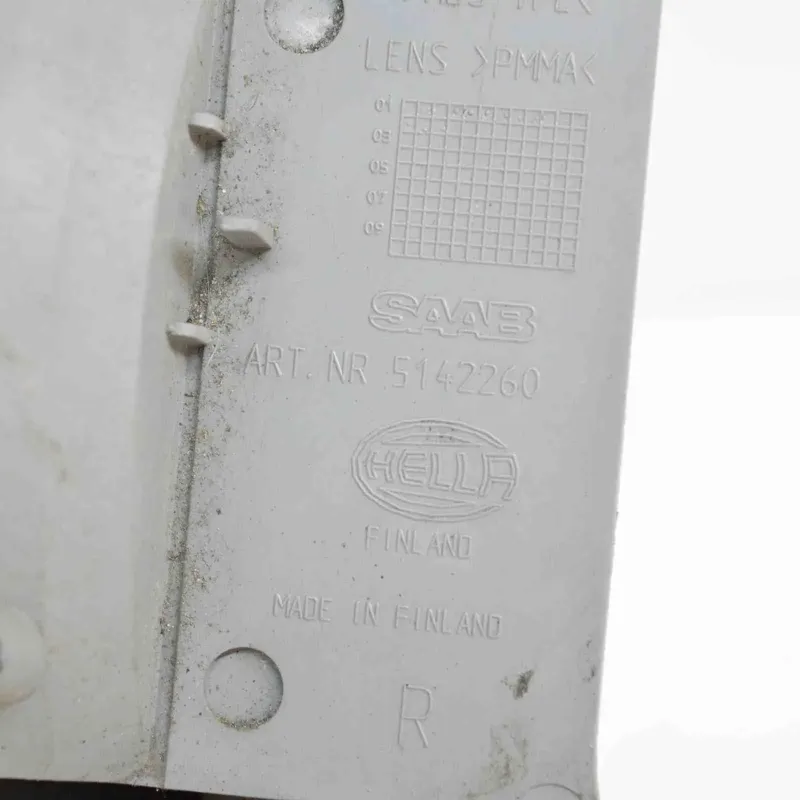 LENS >PMMA<
01
03
05
07
09
SAAB
ART. NR 5142260
HELLA
FINLAND
MADE IN FINLAND
R